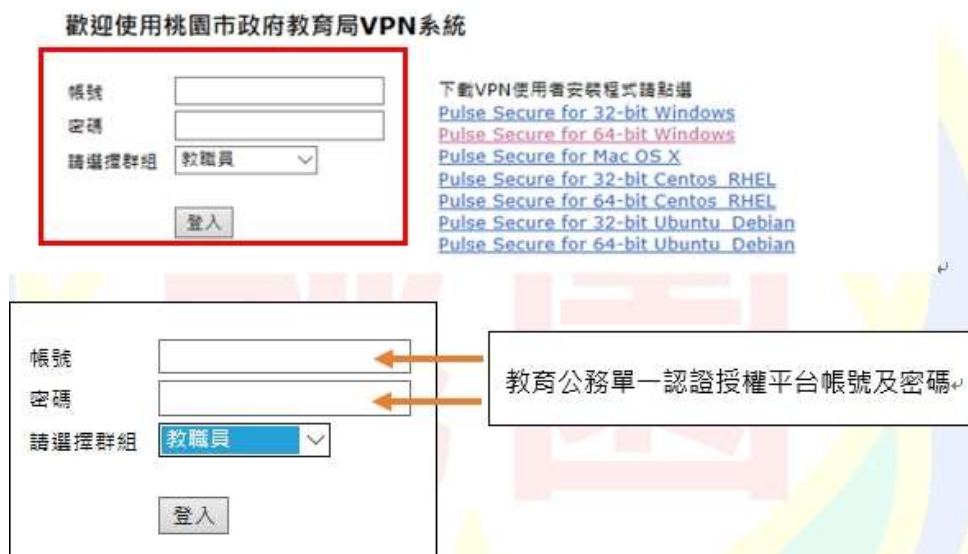 歡迎使用桃園市政府教育局VPN系統
帳號
密碼
請選擇群組 教職員
登入
下載VPN使用者安裝程式請點選
Pulse Secure for 32-bit Windows
Pulse Secure for 64-bit Windows
Pulse Secure for Mac OS X
Pulse Secure for 32-bit Centos_RHEL
Pulse Secure for 64-bit Centos_RHEL
Pulse Secure for 32-bit Ubuntu_Debian
Pulse Secure for 64-bit Ubuntu_Debian
帳號
密碼
請選擇群組 教職員
登入
教育公務單一認證授權平台帳號及密碼